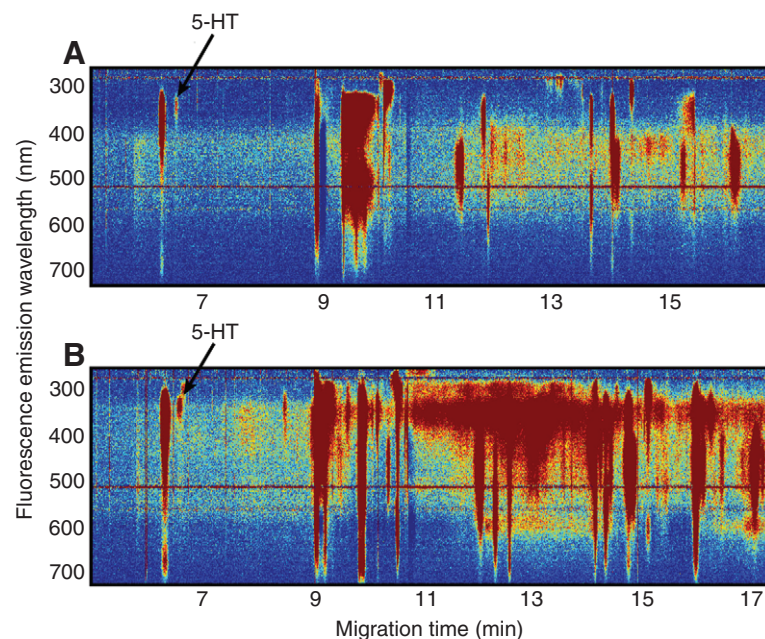 5-HT
A
300
400
500
600
700
7 9 11 13 15
5-HT
B
300
400
500
600
700
7 9 11 13 15 17
Fluorescence emission wavelength (nm)
Migration time (min)